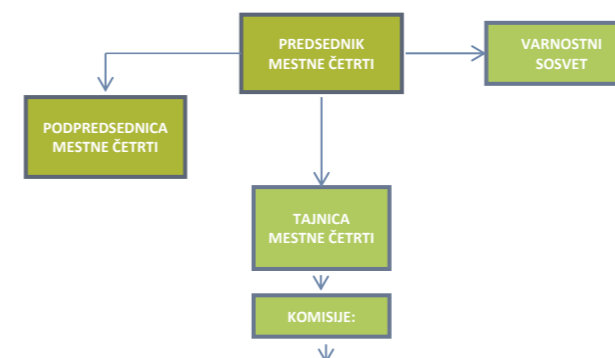 PREDSEDNIK
MESTNE ČETRTI
VARNOSTNI
SOSVET
PODPREDSEDNICA
MESTNE ČETRTI
TAJNICA
MESTNE ČETRTI
KOMISIJE: